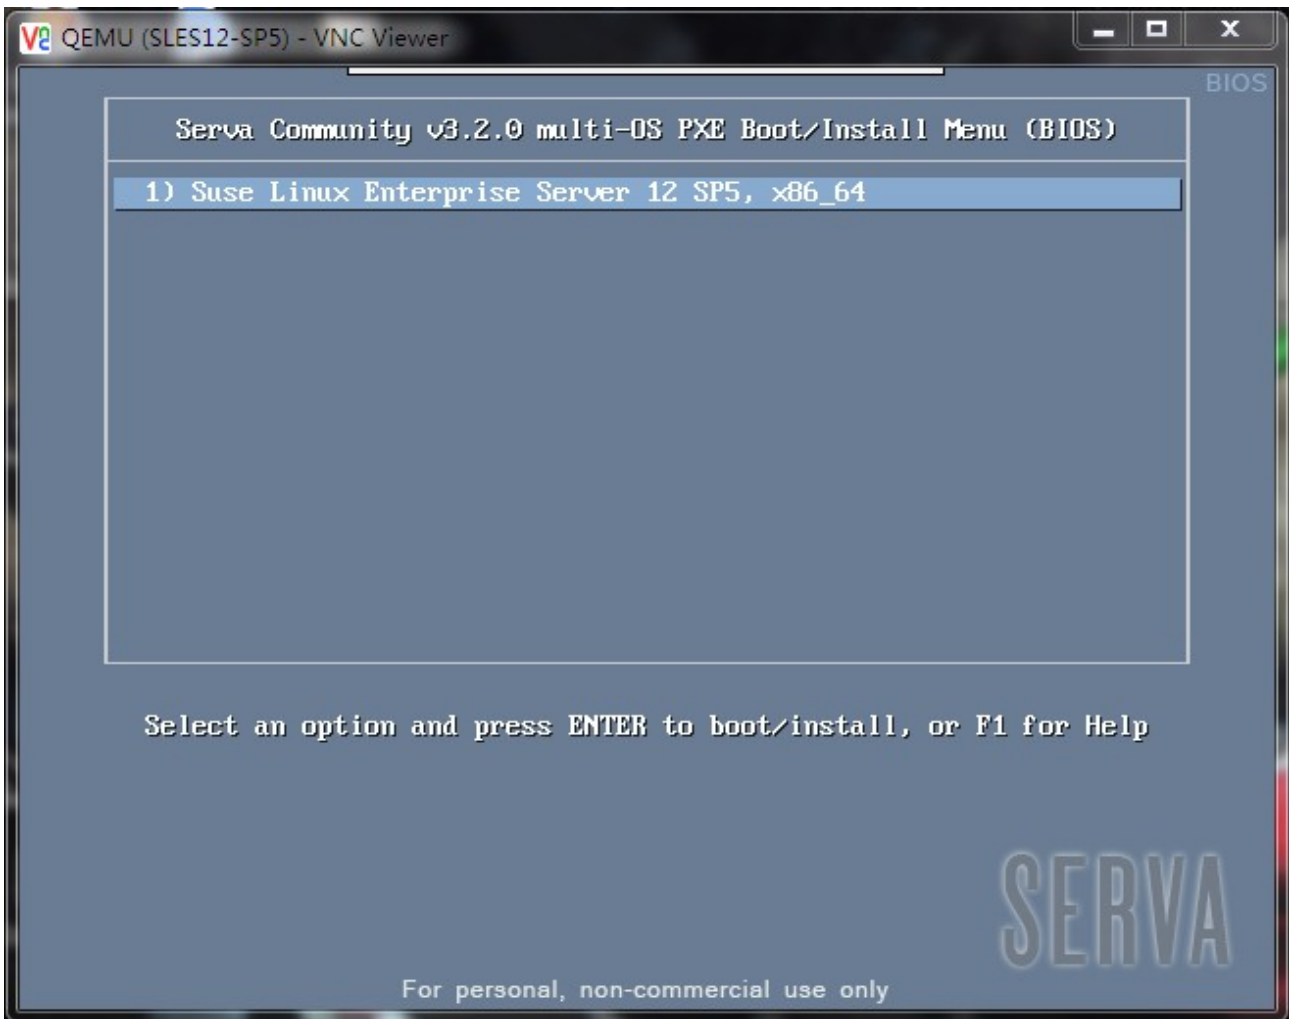 QEMU (SLES12-SP5) - VNC Viewer
BIOS
Serva Community v3.2.0 multi-OS PXE Boot/Install Menu (BIOS)
1) Suse Linux Enterprise Server 12 SP5, x86_64
Select an option and press ENTER to boot/install, or F1 for Help
SERVA
For personal, non-commercial use only